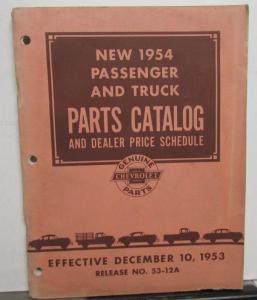 NEW 1954
PASSENGER
AND TRUCK
PARTS CATALOG
AND DEALER PRICE SCHEDULE
GENUINE
CHEVROLET
PARTS
EFFECTIVE DECEMBER 10, 1953
RELEASE NO. 53-12A